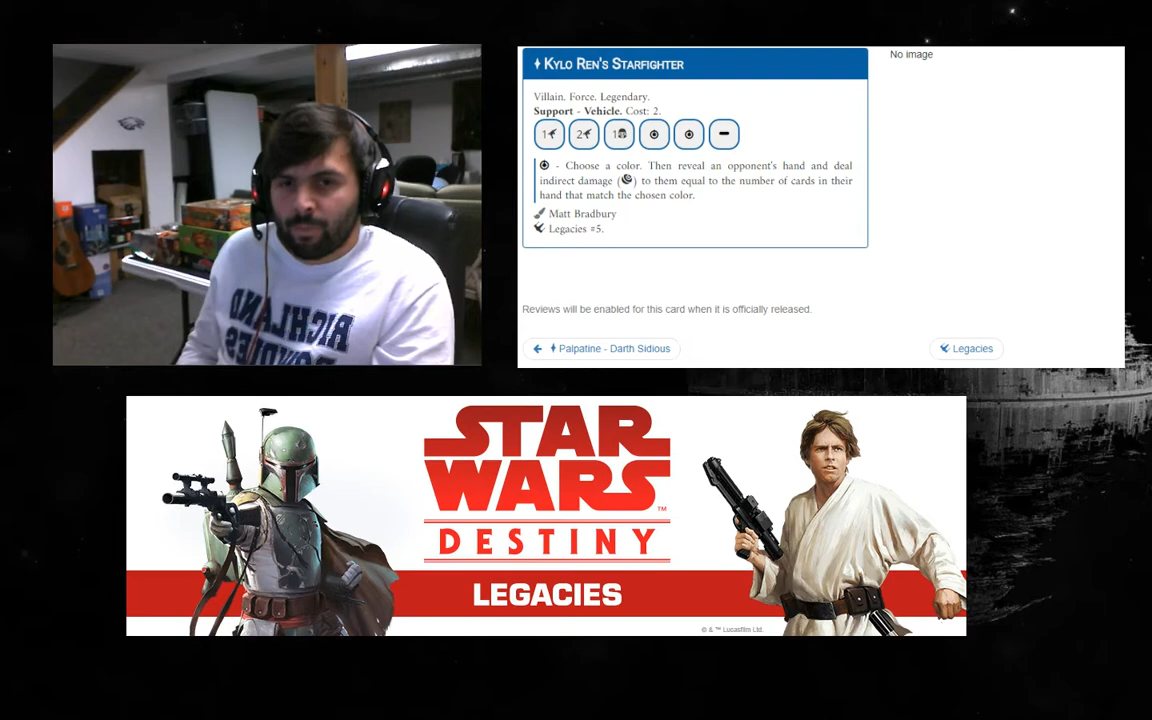 KYLO REN'S STARFIGHTER
No image
Villain. Force. Legendary.
Support - Vehicle. Cost: 2.
1
2
1
- Choose a color. Then reveal an opponent's hand and deal
indirect damage ( ) to them equal to the number of cards in their
hand that match the chosen color.
Matt Bradbury
Legacies #5.
Reviews will be enabled for this card when it is officially released.
Palpatine - Darth Sidious
Legacies
RICHLAND
STAR
WARS
TM
DESTINY
LEGACIES
© & ™ Lucasfilm Ltd.